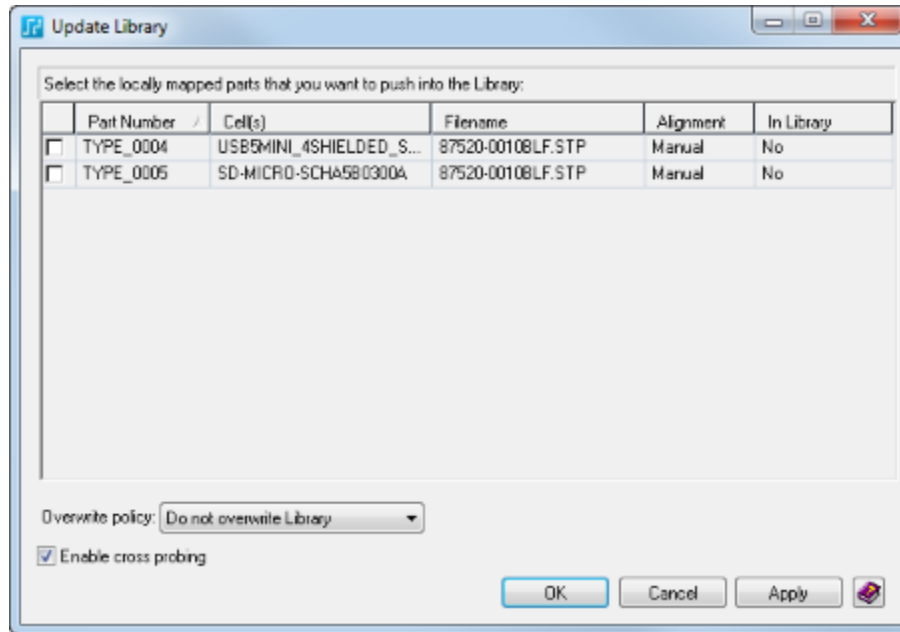 Update Library
Select the locally mapped parts that you want to push into the Library:
Part Number Cell(s) Filename Alignment In Library
TYPE_0004 USB5MINI_4SHIELDED_S... 87520-0010BLF.STP Manual No
TYPE_0005 SD-MICRO-SCHA5B0300A 87520-0010BLF.STP Manual No
Overwrite policy: Do not overwrite Library
Enable cross probing
OK Cancel Apply